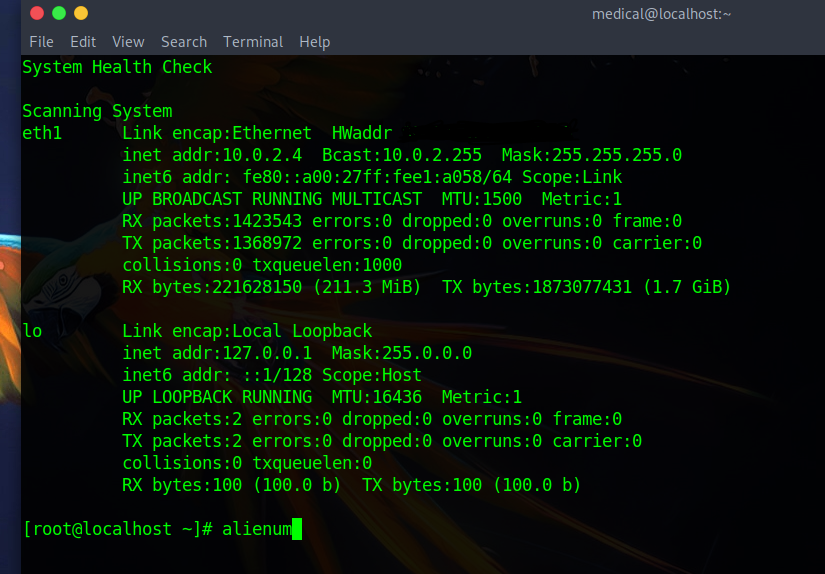 medical@localhost:~
File Edit View Search Terminal Help
System Health Check
Scanning System
eth1 Link encap:Ethernet HWaddr
inet addr:10.0.2.4 Bcast:10.0.2.255 Mask:255.255.255.0
inet6 addr: fe80::a00:27ff:fee1:a058/64 Scope:Link
UP BROADCAST RUNNING MULTICAST MTU:1500 Metric:1
RX packets:1423543 errors:0 dropped:0 overruns:0 frame:0
TX packets:1368972 errors:0 dropped:0 overruns:0 carrier:0
collisions:0 txqueuelen:1000
RX bytes:221628150 (211.3 MiB) TX bytes:1873077431 (1.7 GiB)
lo Link encap:Local Loopback
inet addr:127.0.0.1 Mask:255.0.0.0
inet6 addr: ::1/128 Scope:Host
UP LOOPBACK RUNNING MTU:16436 Metric:1
RX packets:2 errors:0 dropped:0 overruns:0 frame:0
TX packets:2 errors:0 dropped:0 overruns:0 carrier:0
collisions:0 txqueuelen:0
RX bytes:100 (100.0 b) TX bytes:100 (100.0 b)
[root@localhost ~]# alienum